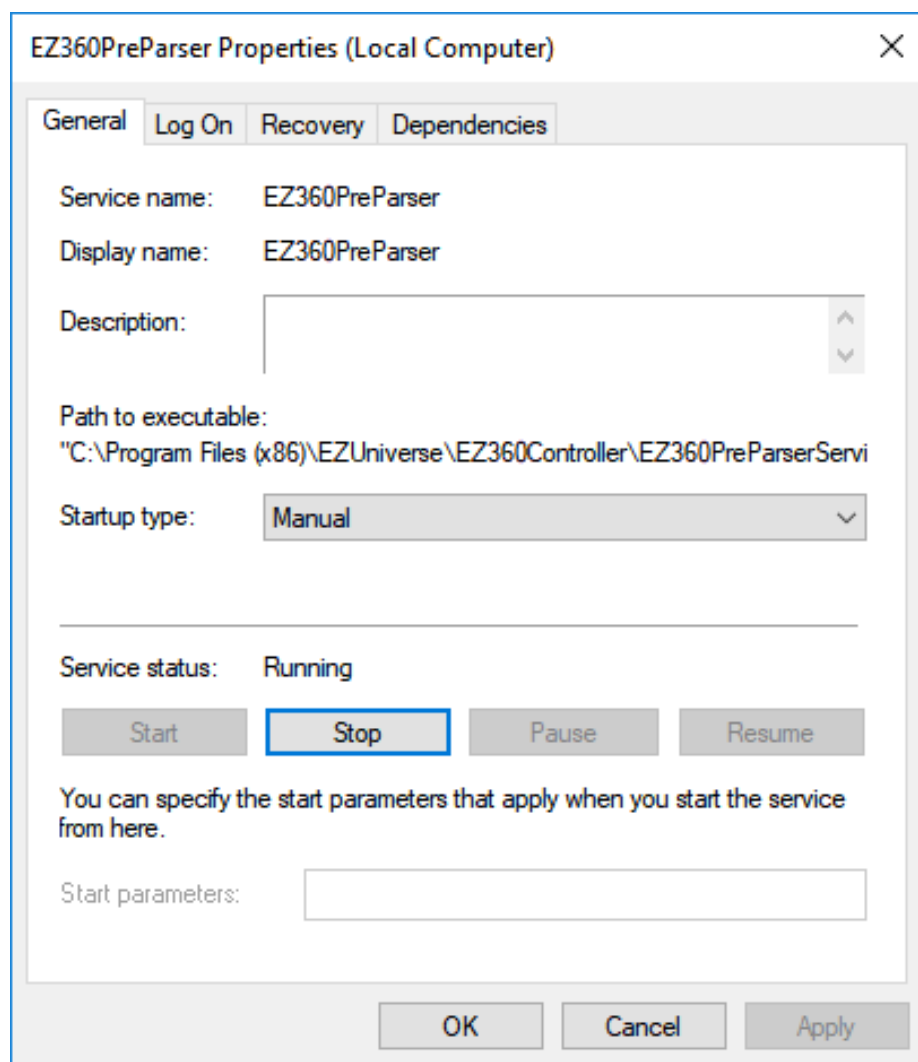 EZ360PreParser Properties (Local Computer)
General Log On Recovery Dependencies
Service name: EZ360PreParser
Display name: EZ360PreParser
Description:
Path to executable:
"C:\Program Files (x86)\EZUniverse\EZ360Controller\EZ360PreParserServi
Startup type: Manual
Service status: Running
Start Stop Pause Resume
You can specify the start parameters that apply when you start the service
from here.
Start parameters:
OK Cancel Apply